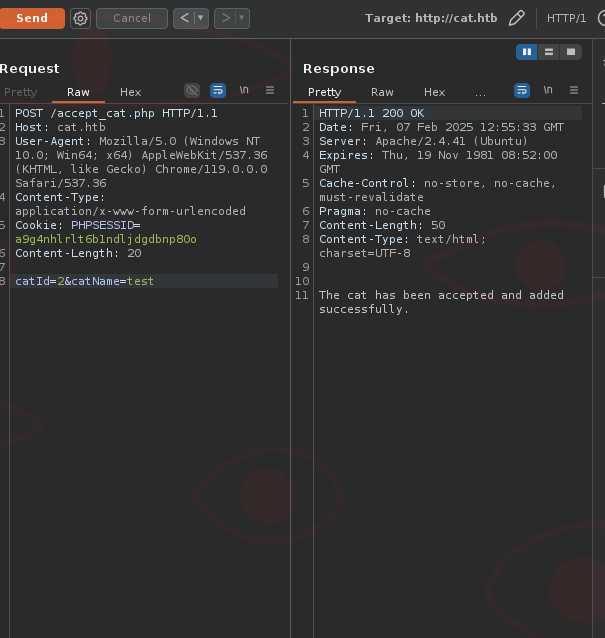 Send Cancel < > Target: http://cat.htb HTTP/1
Request
Pretty Raw Hex \n
1 POST /accept_cat.php HTTP/1.1
2 Host: cat.htb
3 User-Agent: Mozilla/5.0 (Windows NT
10.0; Win64; x64) AppleWebKit/537.36
(KHTML, like Gecko) Chrome/119.0.0.0
Safari/537.36
4 Content-Type:
application/x-www-form-urlencoded
5 Cookie: PHPSESSID=
a9g4nhlrlt6b1ndljdgdbnp80o
6 Content-Length: 20
7
8 catId=2&catName=test
Response
Pretty Raw Hex ... \n
1 HTTP/1.1 200 OK
2 Date: Fri, 07 Feb 2025 12:55:33 GMT
3 Server: Apache/2.4.41 (Ubuntu)
4 Expires: Thu, 19 Nov 1981 08:52:00
GMT
5 Cache-Control: no-store, no-cache,
must-revalidate
6 Pragma: no-cache
7 Content-Length: 50
8 Content-Type: text/html;
charset=UTF-8
9
10
11 The cat has been accepted and added
successfully.